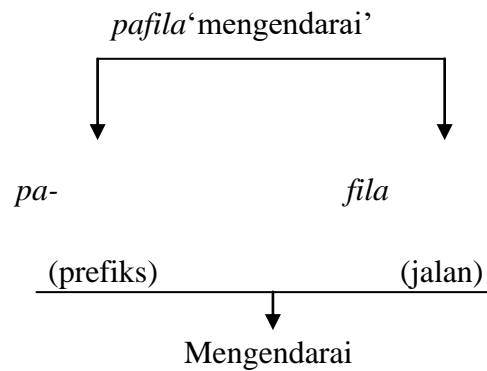 pafila‘mengendarai’
pa- fila
(prefiks) (jalan)
Mengendarai